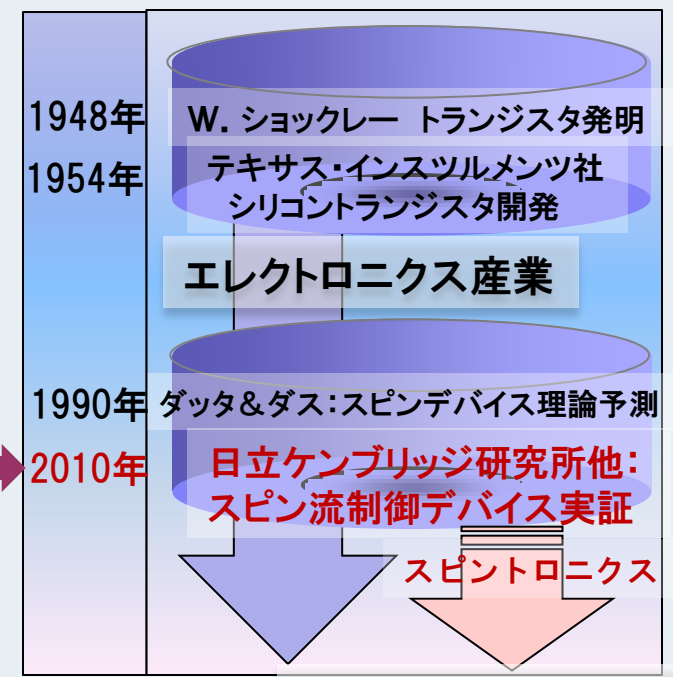 1948年 W. ショックレー トランジスタ発明
1954年 テキサス・インスツルメンツ社
シリコントランジスタ開発
エレクトロニクス産業
1990年 ダッタ&ダス:スピンデバイス理論予測
2010年 日立ケンブリッジ研究所他:
スピン流制御デバイス実証
スピントロニクス